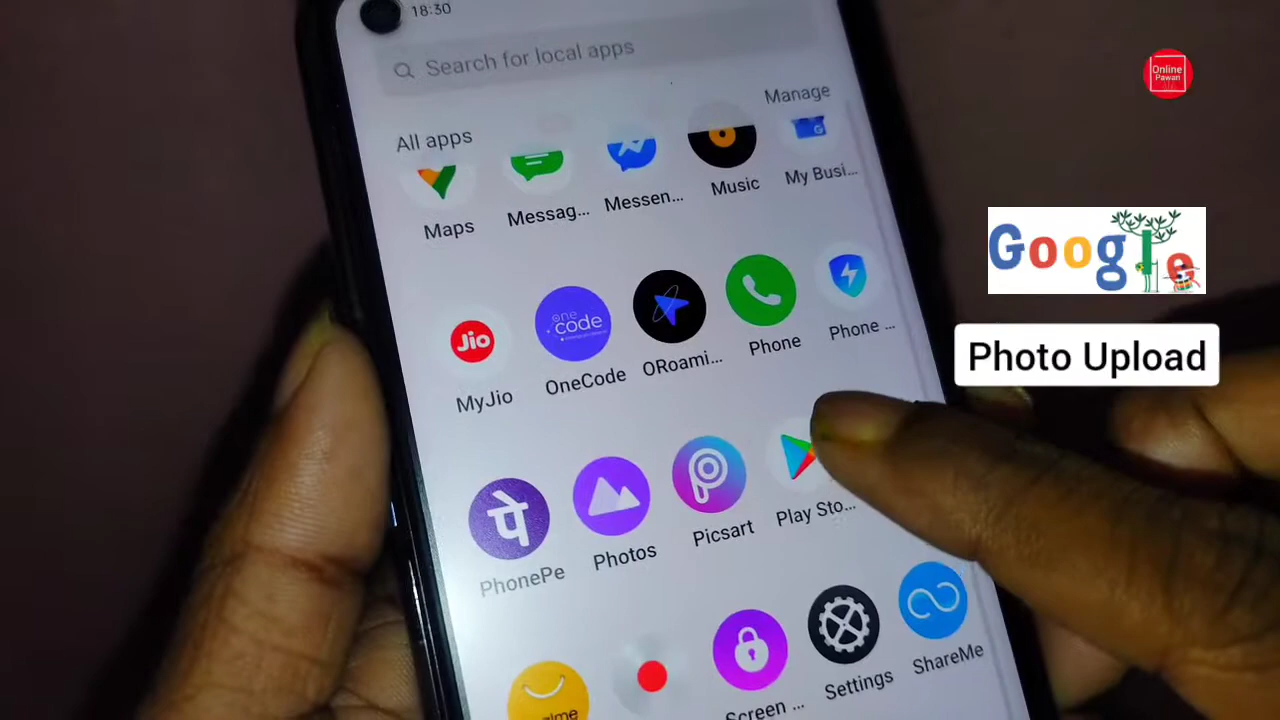 18:30
Search for local apps
Online
Pawan
All apps
Manage
Maps
Messag...
Messen...
Music
My Busi...
G
Google
Jio
one
code
MyJio
OneCode
ORoami...
Phone
Phone ...
Photo Upload
पे
PhonePe
Photos
Picsart
Play Sto...
Screen ...
Settings
ShareMe